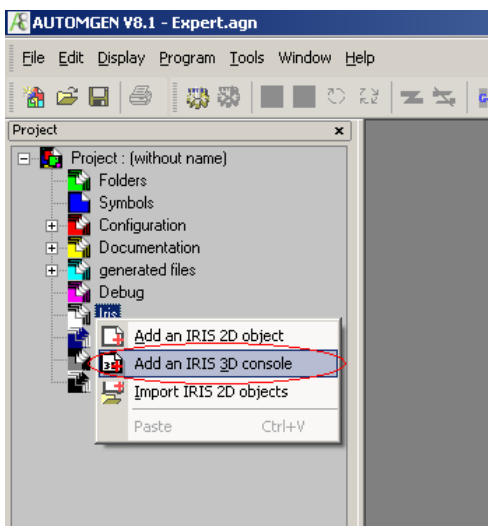 AUTOMGEN V8.1 - Expert.agn
File Edit Display Program Tools Window Help
Project x
Project : (without name)
Folders
Symbols
Configuration
Documentation
generated files
Debug
Iris
Add an IRIS 2D object
Add an IRIS 3D console
Import IRIS 2D objects
Paste Ctrl+V